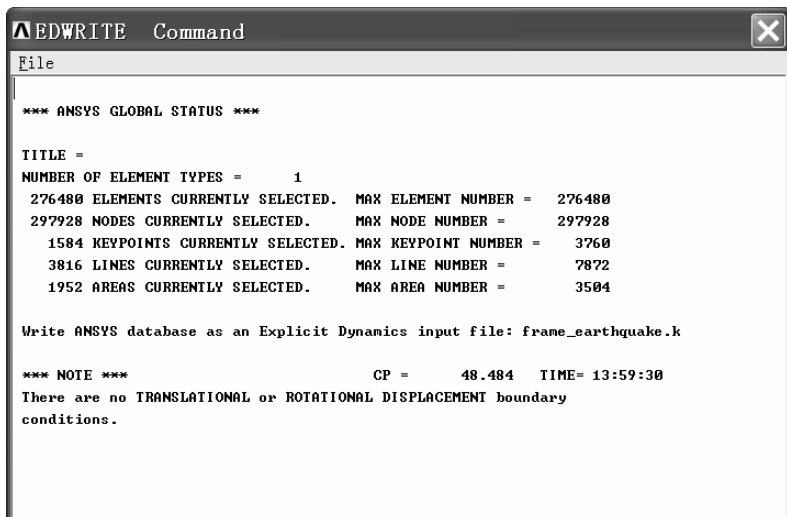 EDWRITE Command
File
*** ANSYS GLOBAL STATUS ***
TITLE =
NUMBER OF ELEMENT TYPES = 1
276480 ELEMENTS CURRENTLY SELECTED. MAX ELEMENT NUMBER = 276480
297928 NODES CURRENTLY SELECTED. MAX NODE NUMBER = 297928
1584 KEYPOINTS CURRENTLY SELECTED. MAX KEYPOINT NUMBER = 3760
3816 LINES CURRENTLY SELECTED. MAX LINE NUMBER = 7872
1952 AREAS CURRENTLY SELECTED. MAX AREA NUMBER = 3504
Write ANSYS database as an Explicit Dynamics input file: frame_earthquake.k
*** NOTE *** CP = 48.484 TIME= 13:59:30
There are no TRANSLATIONAL or ROTATIONAL DISPLACEMENT boundary
conditions.